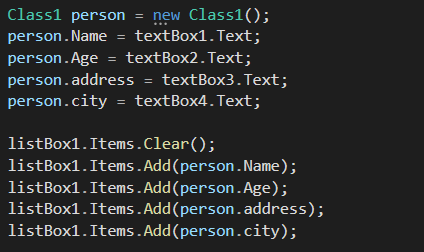 Class1 person = new Class1();
person.Name = textBox1.Text;
person.Age = textBox2.Text;
person.address = textBox3.Text;
person.city = textBox4.Text;
listBox1.Items.Clear();
listBox1.Items.Add(person.Name);
listBox1.Items.Add(person.Age);
listBox1.Items.Add(person.address);
listBox1.Items.Add(person.city);